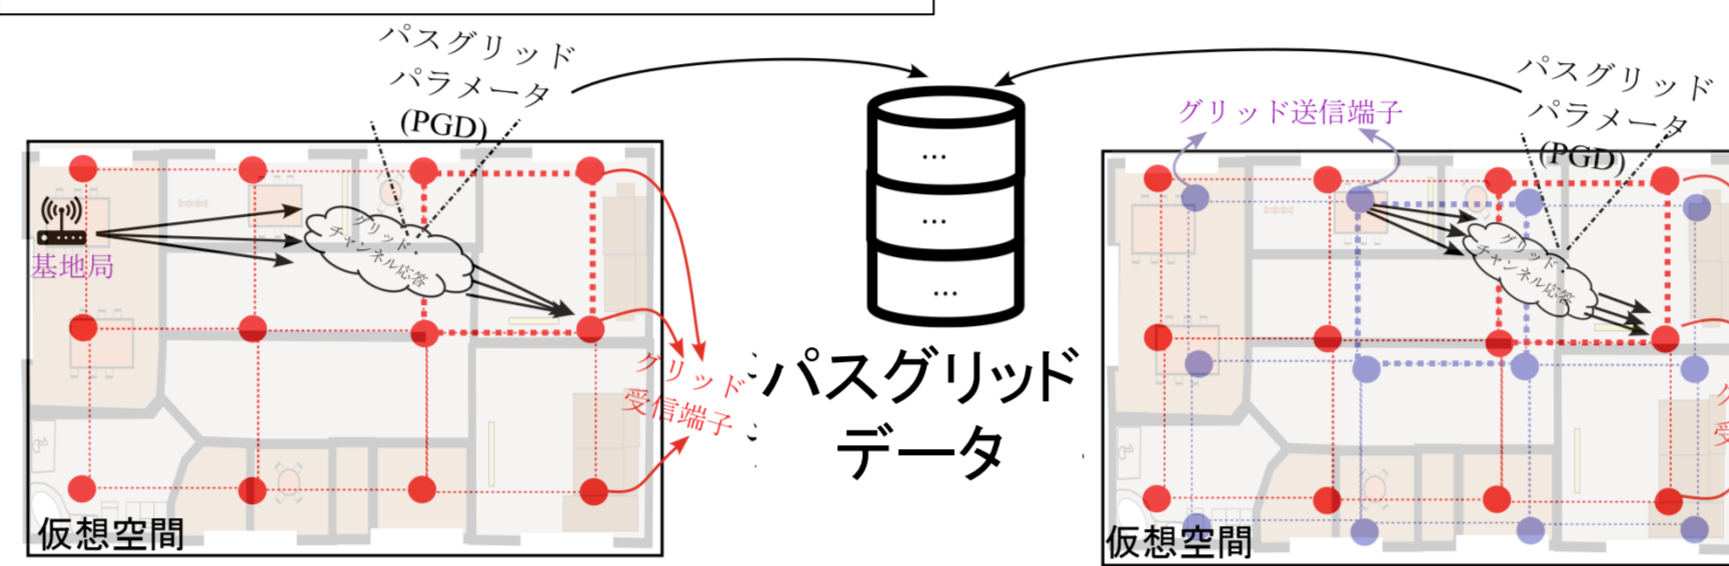 パスグリッド
パラメータ
(PGD)
基地局
グリッド
チャンネル応答
グリッド
受信端子
仮想空間
...
...
...
パスグリッド
データ
グリッド送信端子
パスグリッド
パラメータ
(PGD)
グリッド
チャンネル応答
仮想空間